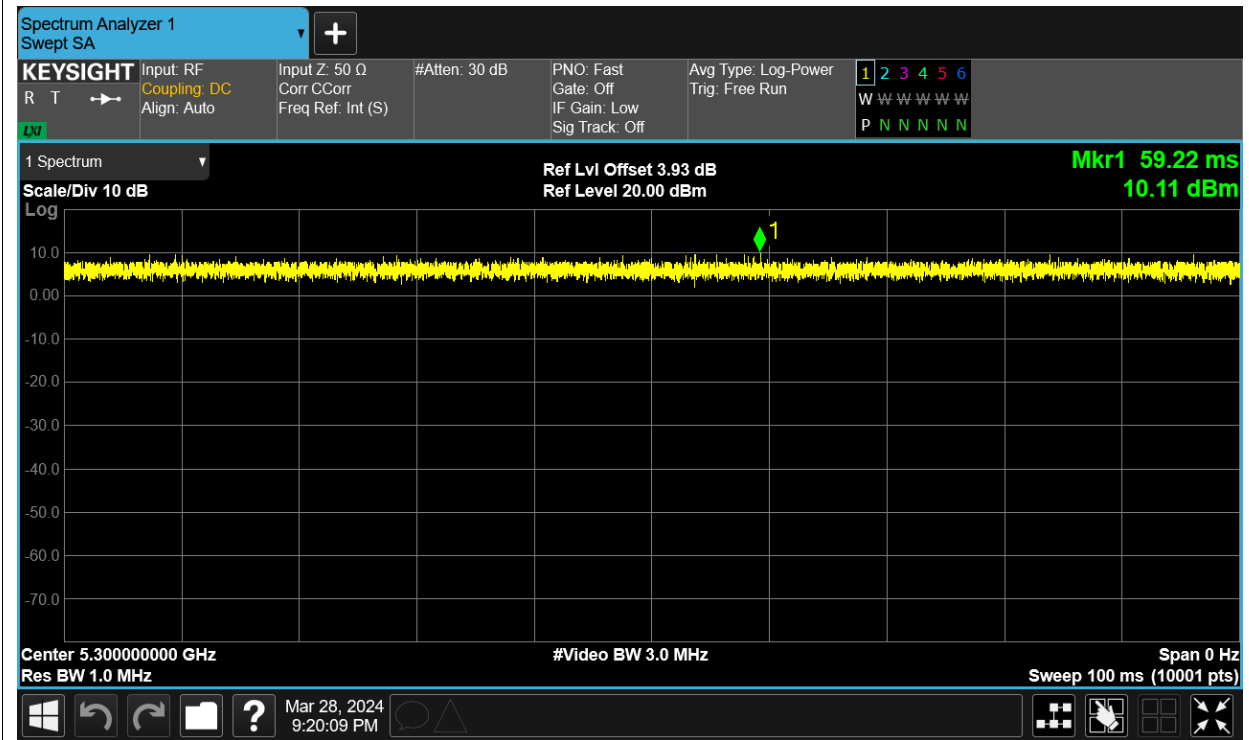 Spectrum Analyzer 1
Swept SA
KEYSIGHT
R T
LXI
Input: RF
Coupling: DC
Align: Auto
Input Z: 50 Ω
Corr CCorr
Freq Ref: Int (S)
#Atten: 30 dB
PNO: Fast
Gate: Off
IF Gain: Low
Sig Track: Off
Avg Type: Log-Power
Trig: Free Run
1 2 3 4 5 6
W W W W W W
P N N N N N
1 Spectrum
Scale/Div 10 dB
Log
Ref Lvl Offset 3.93 dB
Ref Level 20.00 dBm
Mkr1 59.22 ms
10.11 dBm
1
10.0
0.00
-10.0
-20.0
-30.0
-40.0
-50.0
-60.0
-70.0
Center 5.300000000 GHz
Res BW 1.0 MHz
#Video BW 3.0 MHz
Span 0 Hz
Sweep 100 ms (10001 pts)
?
Mar 28, 2024
9:20:09 PM